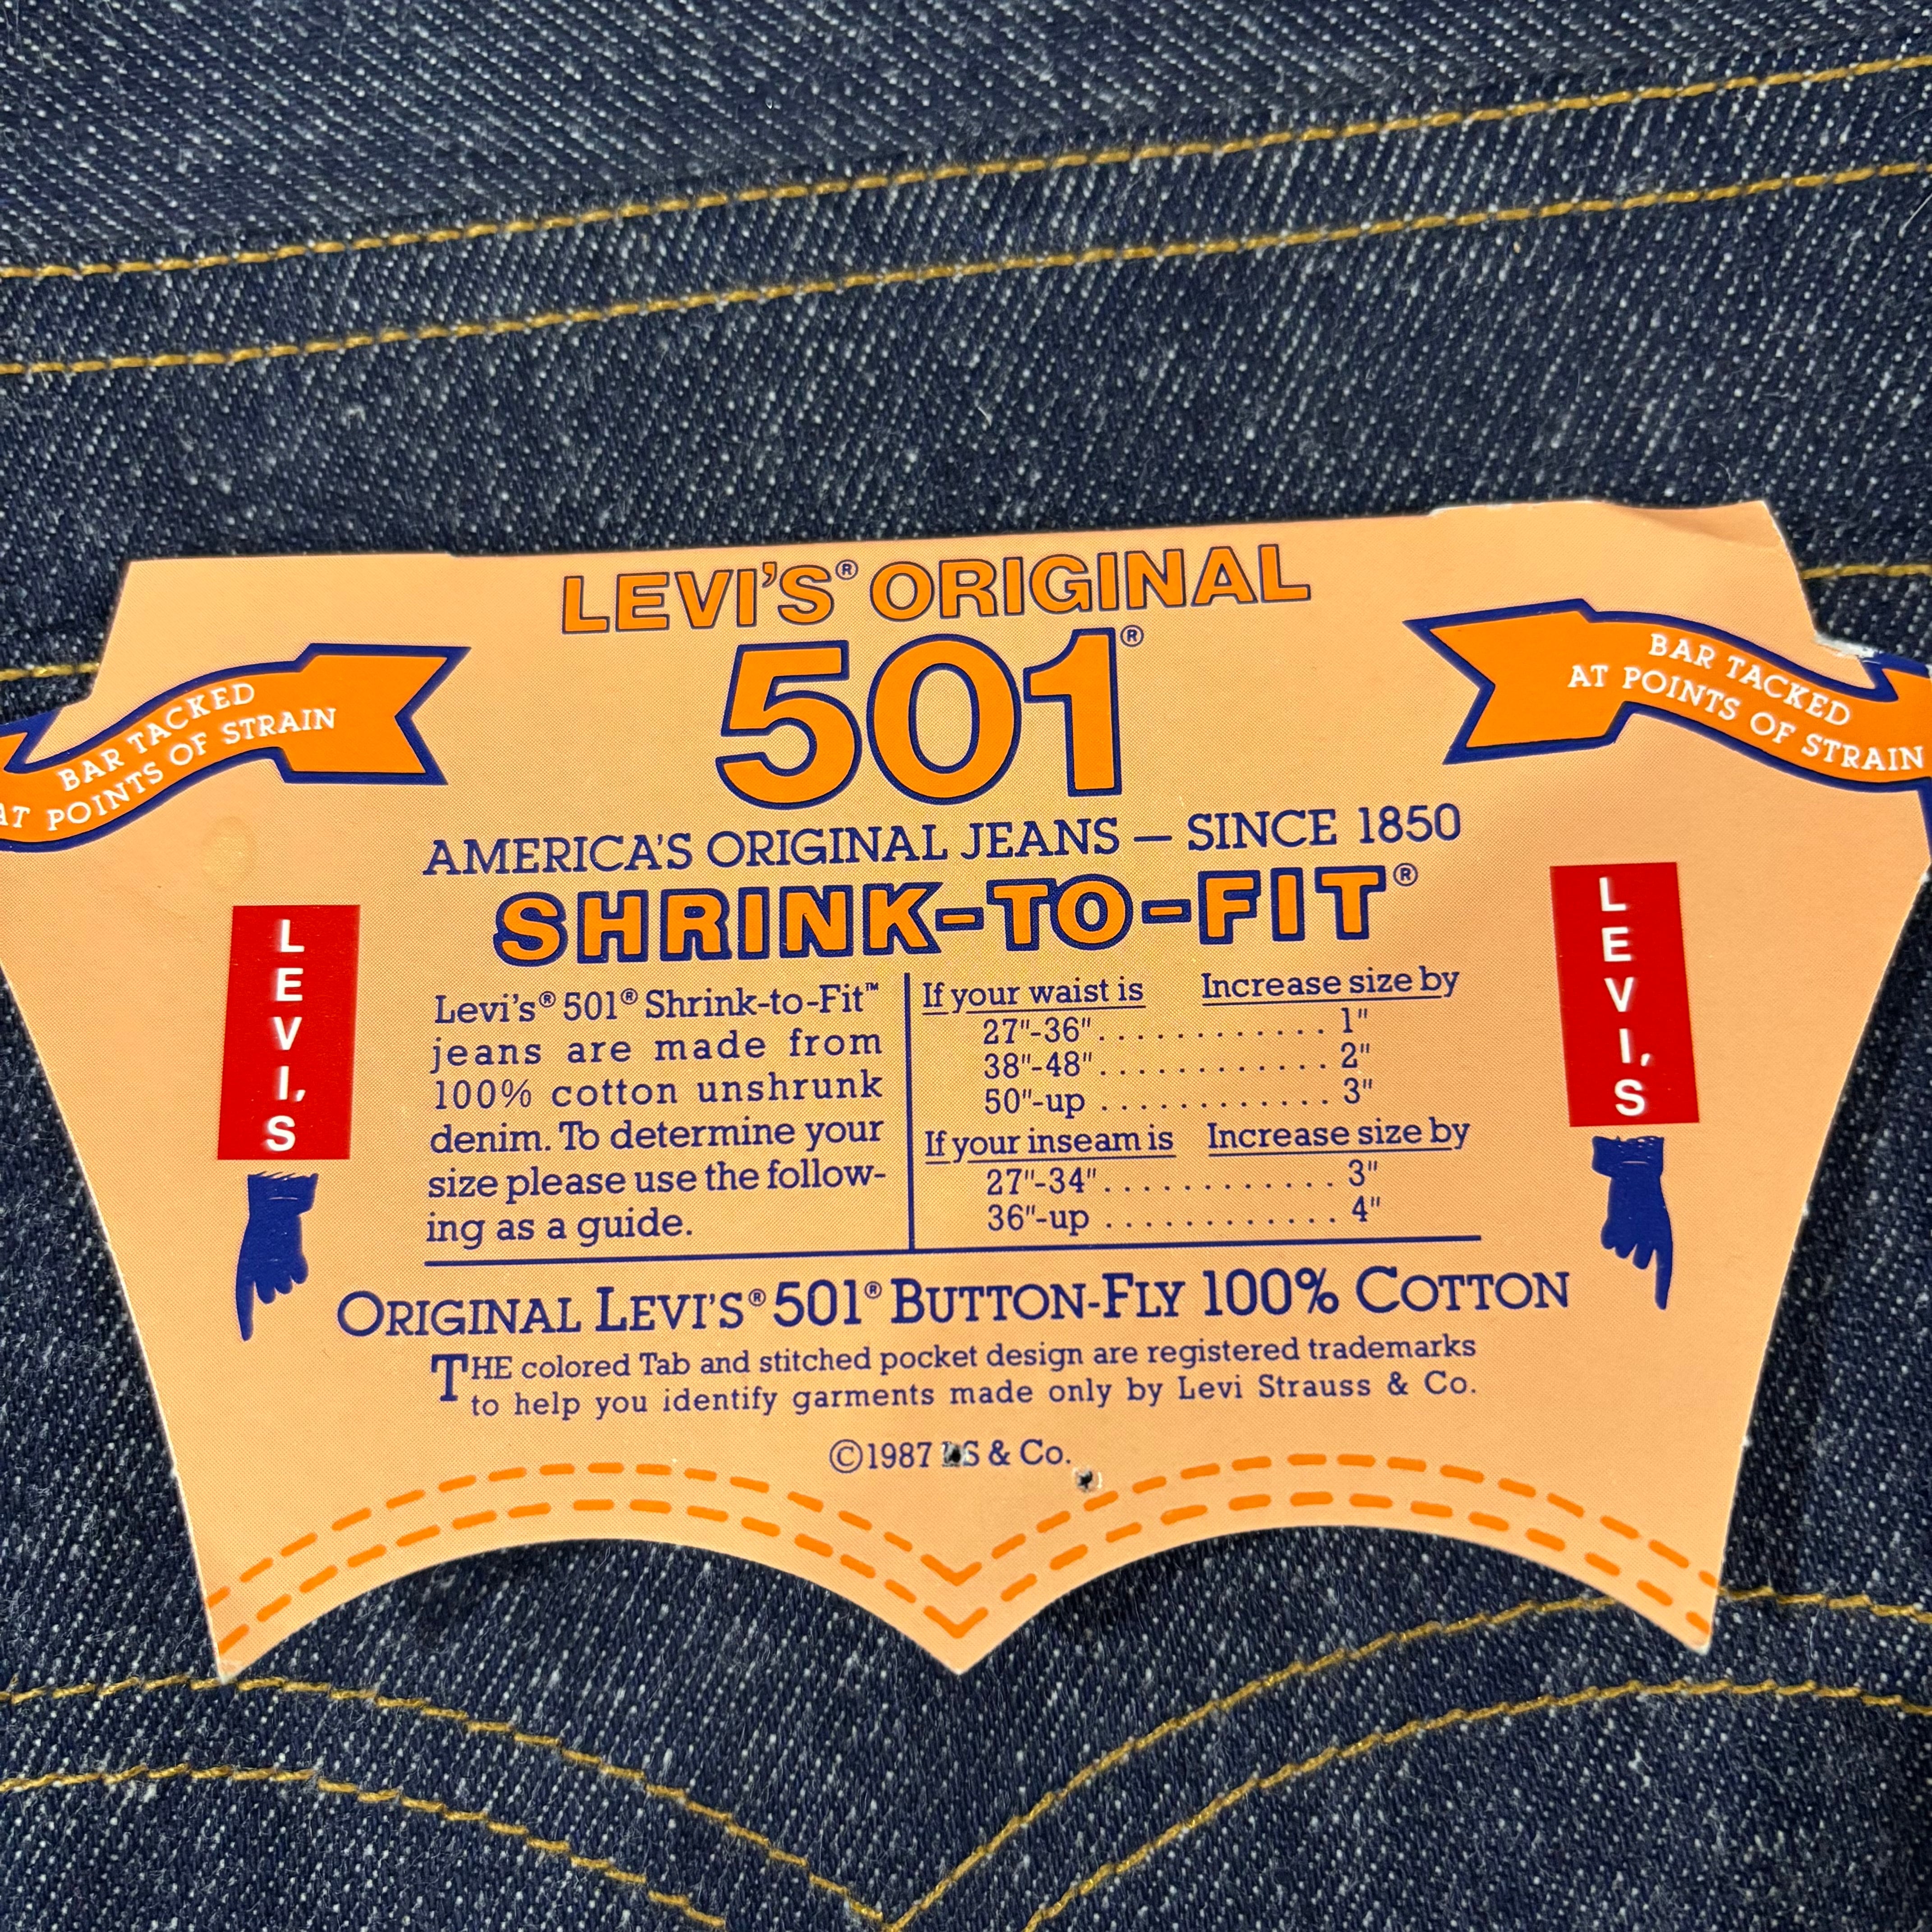 LEVI'S® ORIGINAL
501®
BAR TACKED
AT POINTS OF STRAIN
BAR TACKED
AT POINTS OF STRAIN
AMERICA'S ORIGINAL JEANS — SINCE 1850
SHRINK-TO-FIT®
LEVI'S
LEVI'S
Levi's® 501® Shrink-to-Fit™
jeans are made from
100% cotton unshrunk
denim. To determine your
size please use the follow-
ing as a guide.
If your waist is Increase size by
27"-36" . . . . . . . . . . . . 1"
38"-48" . . . . . . . . . . . . 2"
50"-up . . . . . . . . . . . . 3"
If your inseam is Increase size by
27"-34" . . . . . . . . . . . . 3"
36"-up . . . . . . . . . . . . 4"
ORIGINAL LEVI'S® 501® BUTTON-FLY 100% COTTON
THE colored Tab and stitched pocket design are registered trademarks
to help you identify garments made only by Levi Strauss & Co.
©1987 LS & Co.